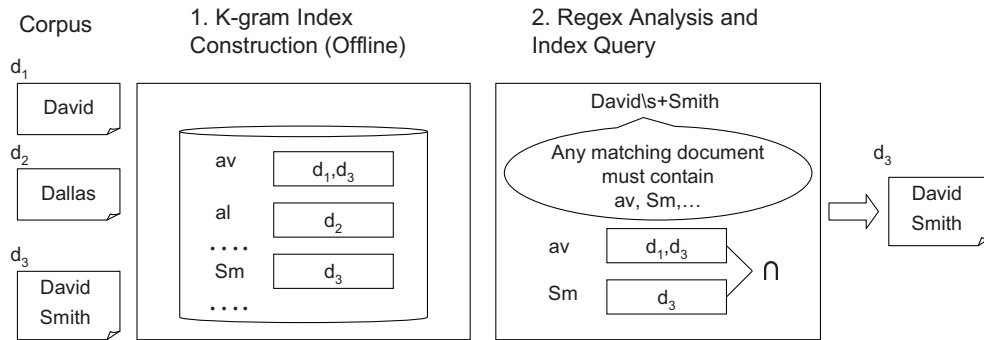 Corpus
d1
David
d2
Dallas
d3
David
Smith
1. K-gram Index
Construction (Offline)
av
d1,d3
al
d2
....
Sm
d3
....
2. Regex Analysis and
Index Query
David\s+Smith
Any matching document
must contain
av, Sm,...
av
d1,d3
Sm
d3
∩
d3
David
Smith